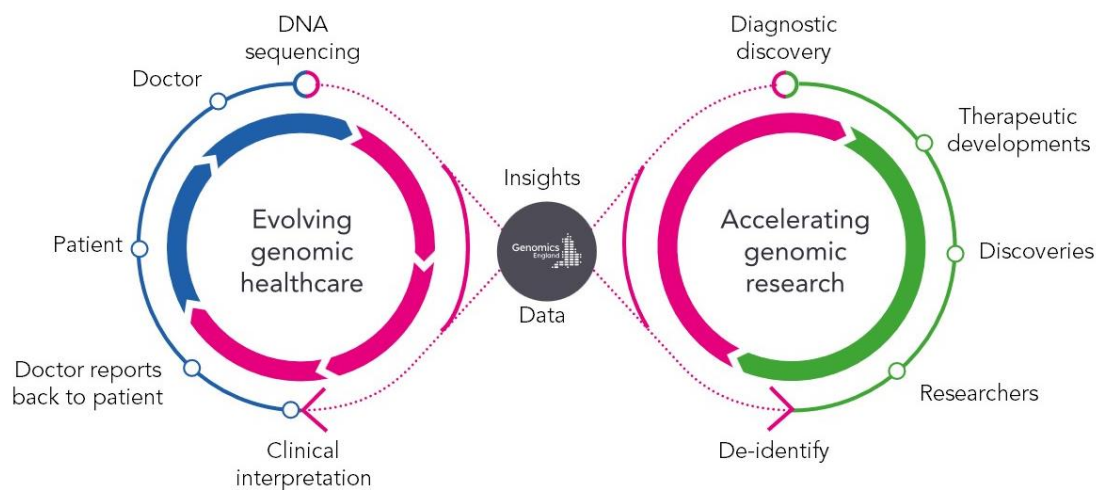 DNA
sequencing
Doctor
Patient
Doctor reports
back to patient
Clinical
interpretation
Evolving
genomic
healthcare
Insights
Genomics
England
Data
Diagnostic
discovery
Therapeutic
developments
Discoveries
Researchers
De-identify
Accelerating
genomic
research